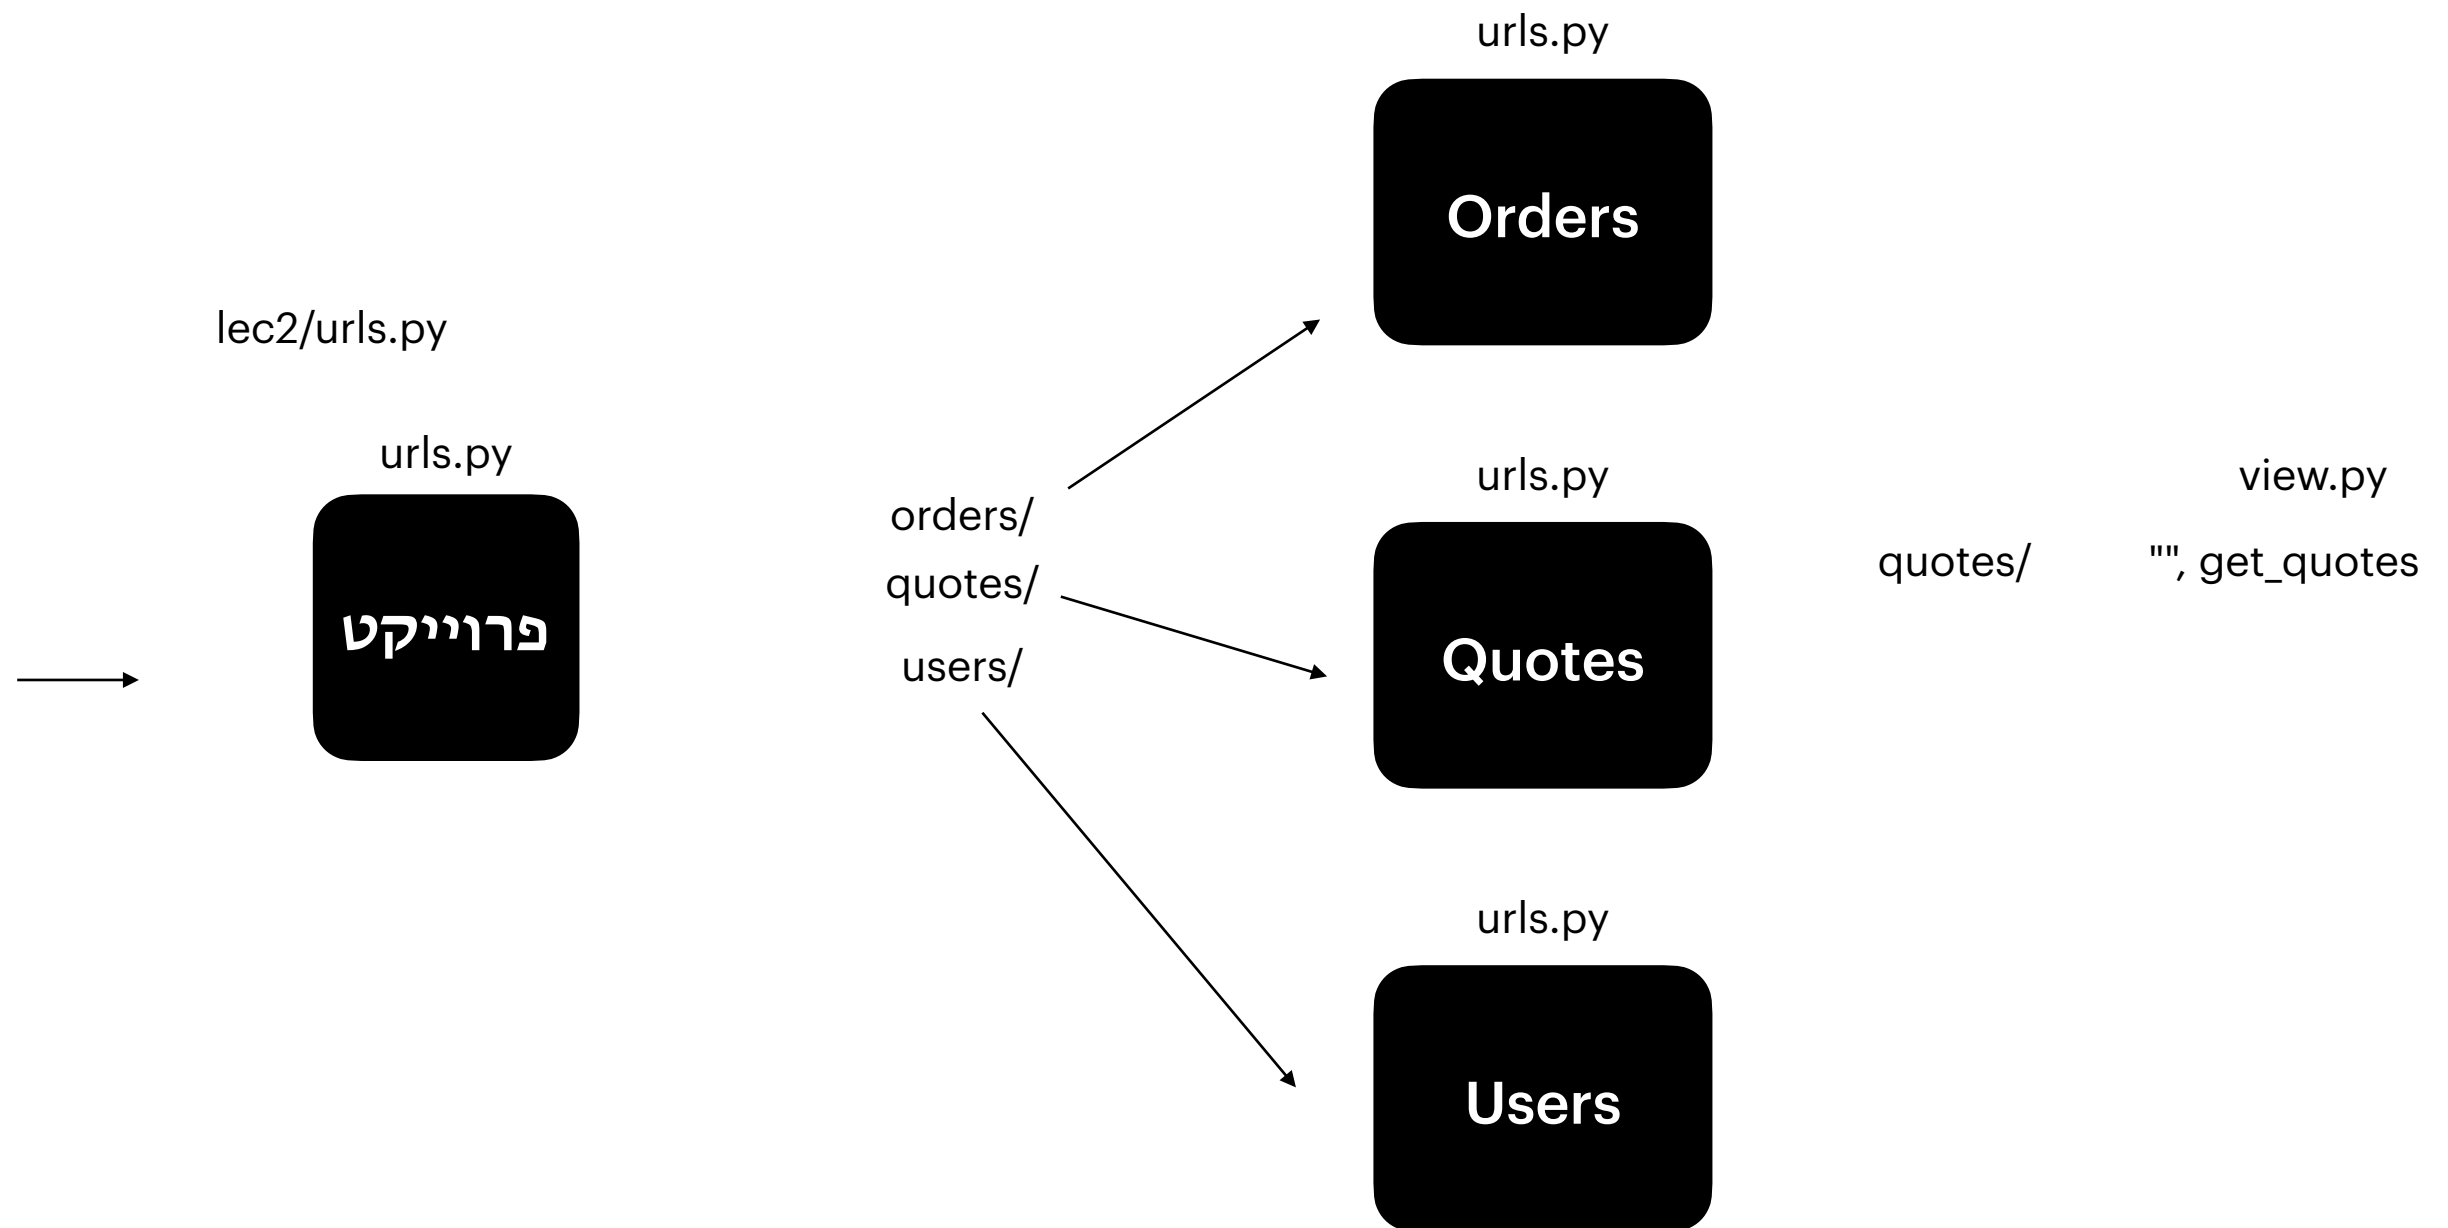 lec2/urls.py
urls.py
פרוייקט
orders/
quotes/
users/
urls.py
Orders
urls.py
Quotes
urls.py
Users
view.py
quotes/ "", get_quotes